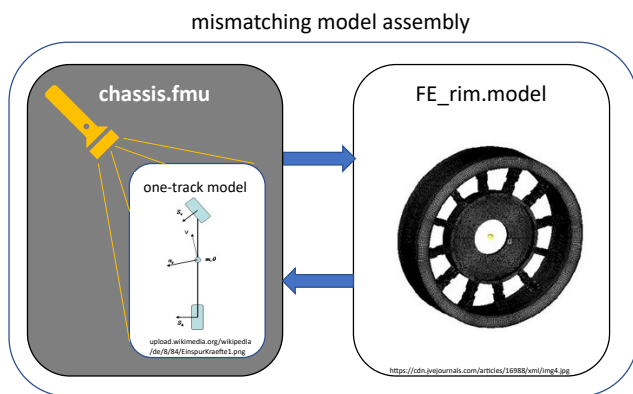 mismatching model assembly
chassis.fmu
FE_rim.model
one-track model
upload.wikimedia.org/wikipedia
/de/8/84/EinspurKraefte1.png
https://cdn.jvejournals.com/articles/16988/xml/img4.jpg